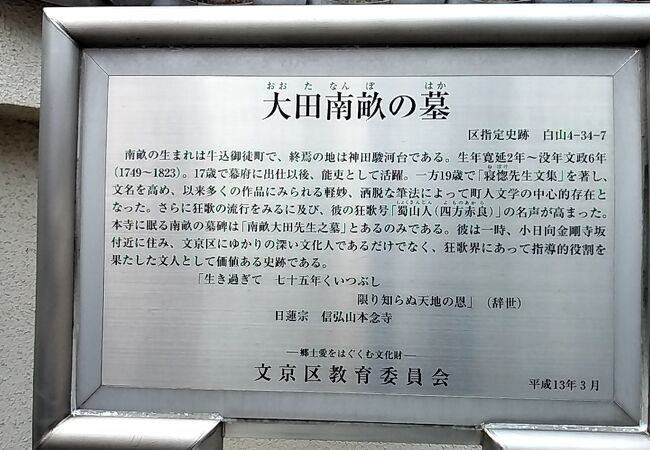 おおたなんぽ はか
大田南畝の墓
区指定史跡 白山4-34-7
南畝の生まれは牛込御徒町で、終焉の地は神田駿河台である。生年寛延2年～没年文政6年
(1749～1823)。17歳で幕府に出仕以後、能吏として活躍。一方19歳で「寝惚先生文集」を著し、
ねぼけ
文名を高め、以来多くの作品にみられる軽妙、洒脱な筆法によって町人文学の中心的存在と
しょくさんじん よものあから
なった。さらに狂歌の流行をみるに及び、彼の狂歌号「蜀山人(四方赤良)」の名声が高まった。
本寺に眠る南畝の墓碑は「南畝大田先生之墓」とあるのみである。彼は一時、小日向金剛寺坂
付近に住み、文京区にゆかりの深い文化人であるだけでなく、狂歌界にあって指導的役割を
果たした文人として価値ある史跡である。
「生き過ぎて 七十五年くいつぶし
限り知らぬ天地の恩」(辞世)
日蓮宗 信弘山本念寺
―郷土愛をはぐくむ文化財―
文京区教育委員会
平成13年3月